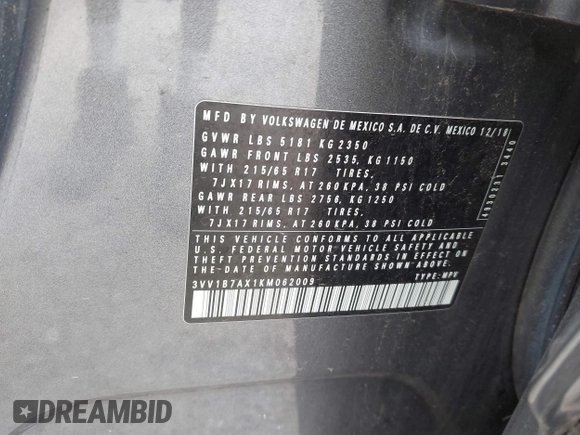 MFD BY VOLKSWAGEN DE MEXICO S.A. DE C.V. MEXICO 12/18
GVWR LBS 5181 KG 2350
GAWR FRONT LBS 2535, KG 1150
WITH 215/65 R17 TIRES,
7JX17 RIMS, AT 260 KPA, 38 PSI COLD
GAWR REAR LBS 2756, KG 1250
WITH 215/65 R17 TIRES,
7JX17 RIMS, AT 260 KPA, 38 PSI COLD
THIS VEHICLE CONFORMS TO ALL APPLICABLE
U.S. FEDERAL MOTOR-VEHICLE SAFETY AND
THEFT PREVENTION STANDARDS IN EFFECT ON
THE-DATE OF MANUFACTURE SHOWN ABOVE.
3VV1B7AX1KM062009 TYPE: MPV
DREAMBID